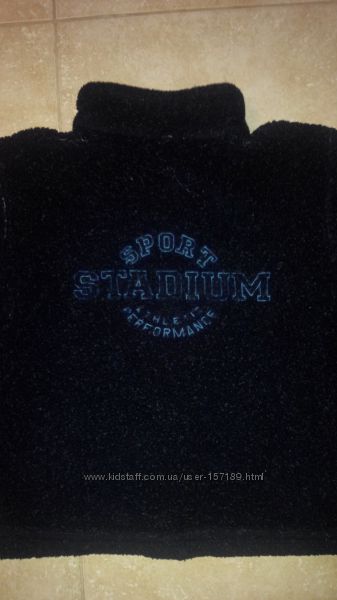 SPORT
STADIUM
ATHLETIC
PERFORMANCE
www.kidstaff.com.ua/user-157189.html